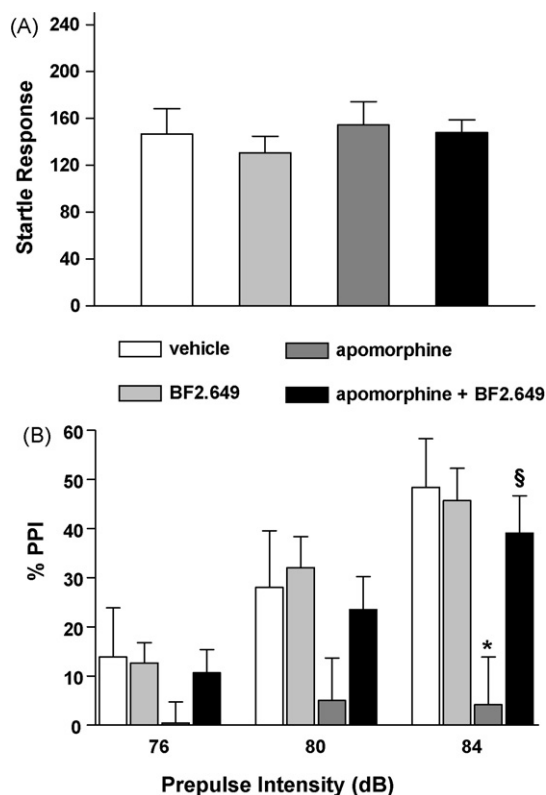 (A)
240
200
160
120
80
40
0
Startle Response
vehicle
apomorphine
BF2.649
apomorphine + BF2.649
(B)
60
50
40
30
20
10
0
% PPI
*
§
76 80 84
Prepulse Intensity (dB)